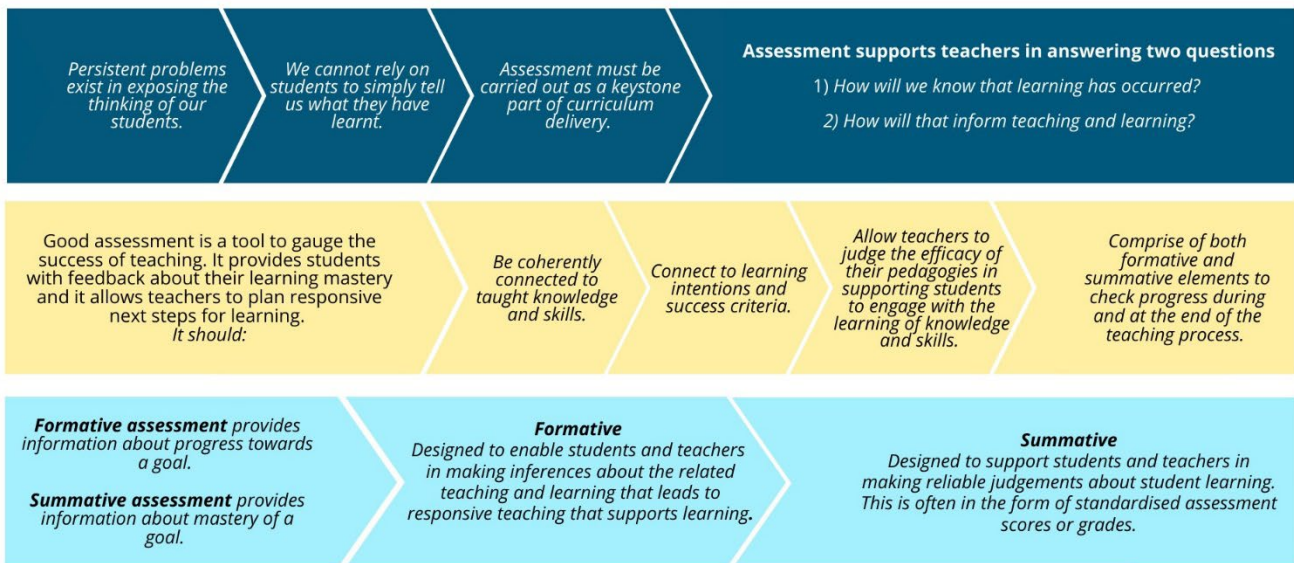 Persistent problems
exist in exposing the
thinking of our
students.
We cannot rely on
students to simply tell
us what they have
learnt.
Assessment must be
carried out as a keystone
part of curriculum
delivery.
Assessment supports teachers in answering two questions
1) How will we know that learning has occurred?
2) How will that inform teaching and learning?
Good assessment is a tool to gauge the
success of teaching. It provides students
with feedback about their learning mastery
and it allows teachers to plan responsive
next steps for learning.
It should:
Be coherently
connected to
taught knowledge
and skills.
Connect to learning
intentions and
success criteria.
Allow teachers to
judge the efficacy of
their pedagogies in
supporting students
to engage with the
learning of knowledge
and skills.
Comprise of both
formative and
summative elements to
check progress during
and at the end of the
teaching process.
Formative assessment provides
information about progress towards
a goal.
Summative assessment provides
information about mastery of a
goal.
Formative
Designed to enable students and teachers
in making inferences about the related
teaching and learning that leads to
responsive teaching that supports learning.
Summative
Designed to support students and teachers in
making reliable judgements about student learning.
This is often in the form of standardised assessment
scores or grades.